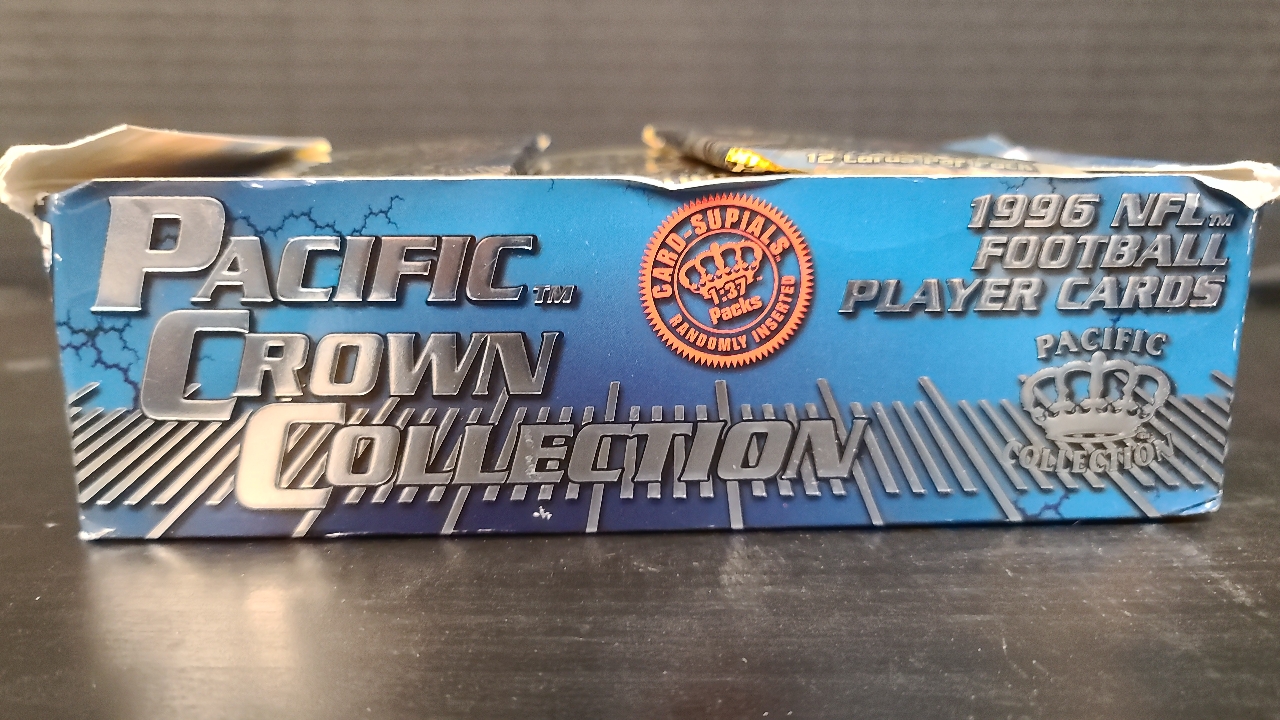 PACIFIC™
CROWN
COLLECTION
CARD-SUPIALS
1:37
Packs
RANDOMLY INSERTED
12 Cards Per
1996 NFL™
FOOTBALL
PLAYER CARDS
PACIFIC
COLLECTION